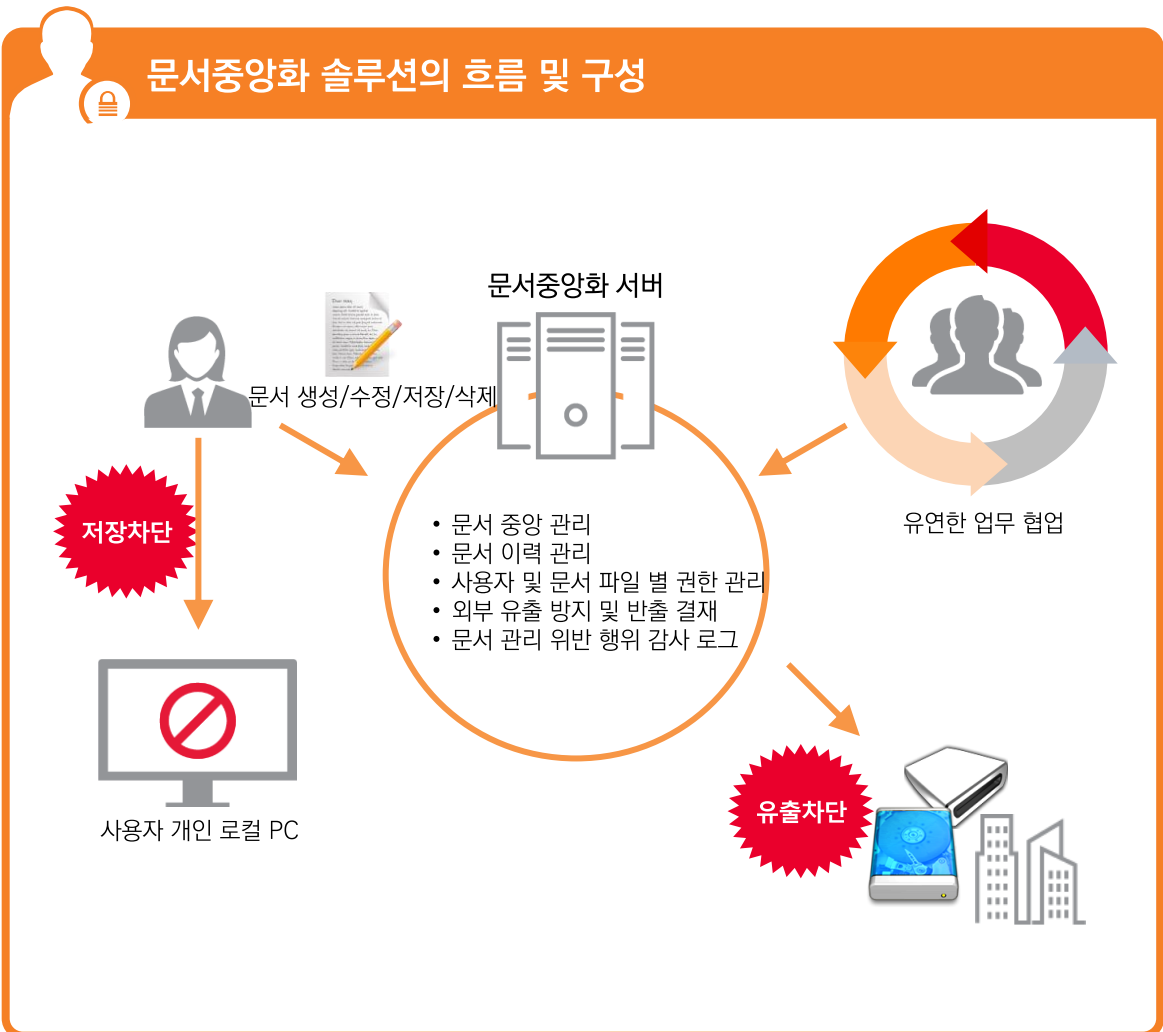 문서중앙화 솔루션의 흐름 및 구성
문서중앙화 서버
문서 생성/수정/저장/삭제
저장차단
• 문서 중앙 관리
• 문서 이력 관리
• 사용자 및 문서 파일 별 권한 관리
• 외부 유출 방지 및 반출 결재
• 문서 관리 위반 행위 감사 로그
유연한 업무 협업
사용자 개인 로컬 PC
유출차단